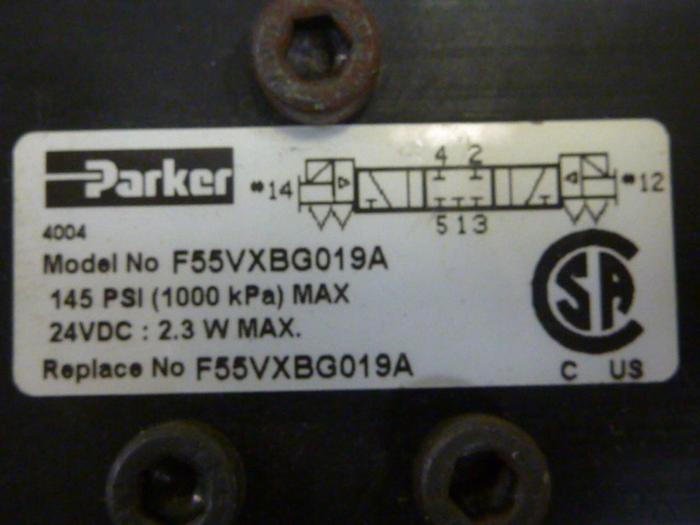 Parker
4 2
*14
*12
5 1 3
4004
Model No F55VXBG019A
145 PSI (1000 kPa) MAX
24VDC : 2.3 W MAX.
Replace No F55VXBG019A
CSA
C US